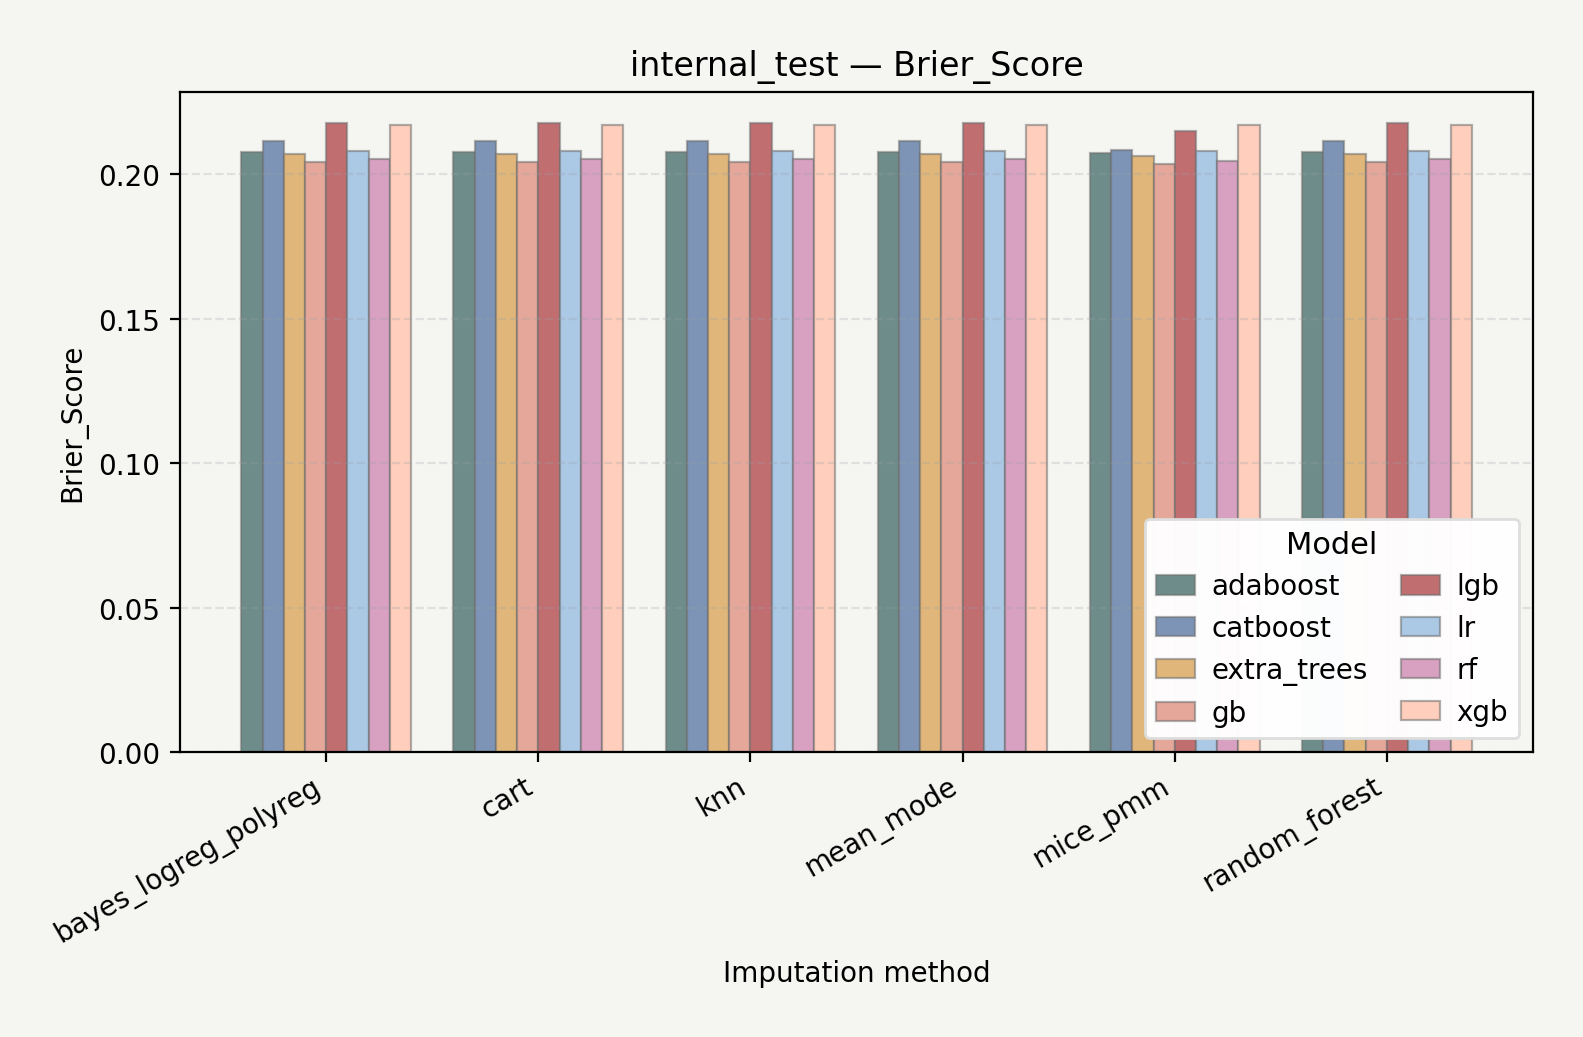 internal_test — Brier_Score
Brier_Score
0.20
0.15
0.10
0.05
0.00
Model
adaboost
catboost
extra_trees
gb
lgb
lr
rf
xgb
bayes_logreg_polyreg
cart
knn
mean_mode
mice_pmm
random_forest
Imputation method